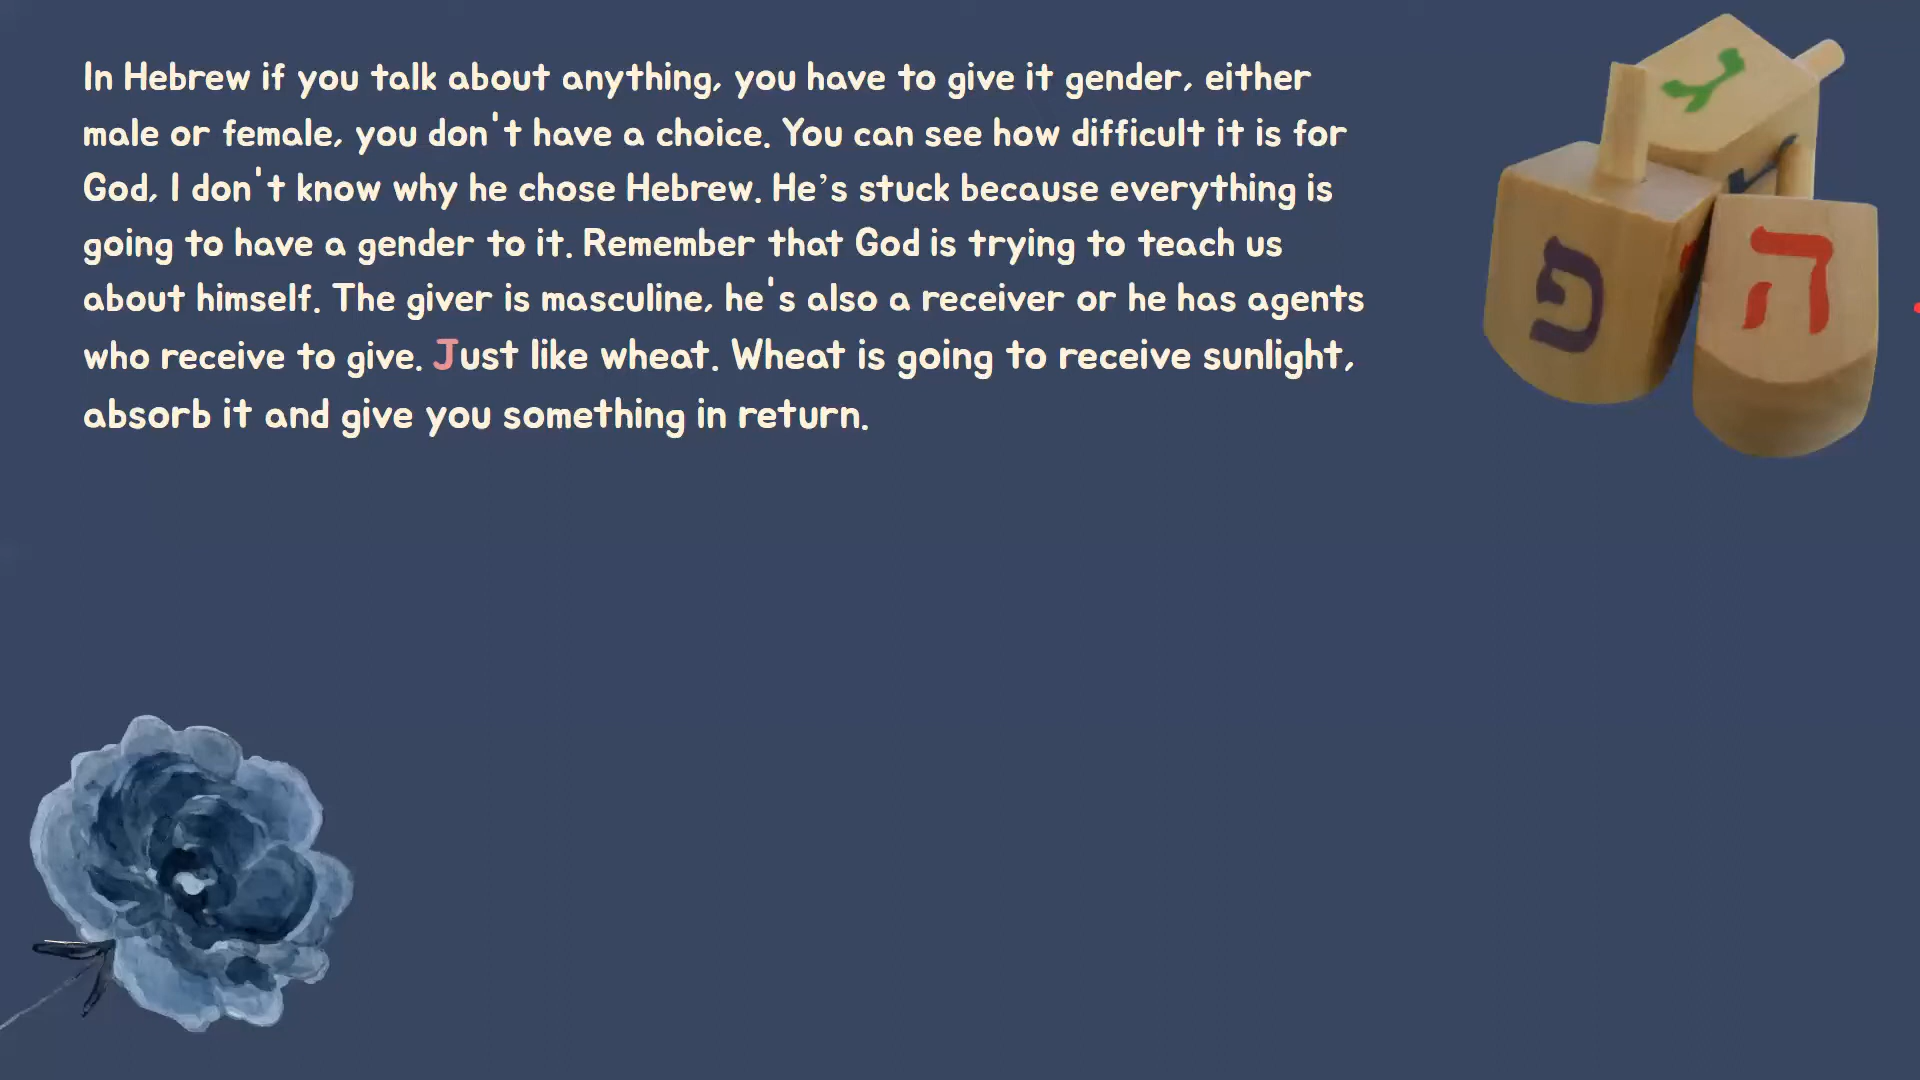 In Hebrew if you talk about anything, you have to give it gender, either
male or female, you don't have a choice. You can see how difficult it is for
God, I don't know why he chose Hebrew. He’s stuck because everything is
going to have a gender to it. Remember that God is trying to teach us
about himself. The giver is masculine, he's also a receiver or he has agents
who receive to give. Just like wheat. Wheat is going to receive sunlight,
absorb it and give you something in return.
נ
פ
ה